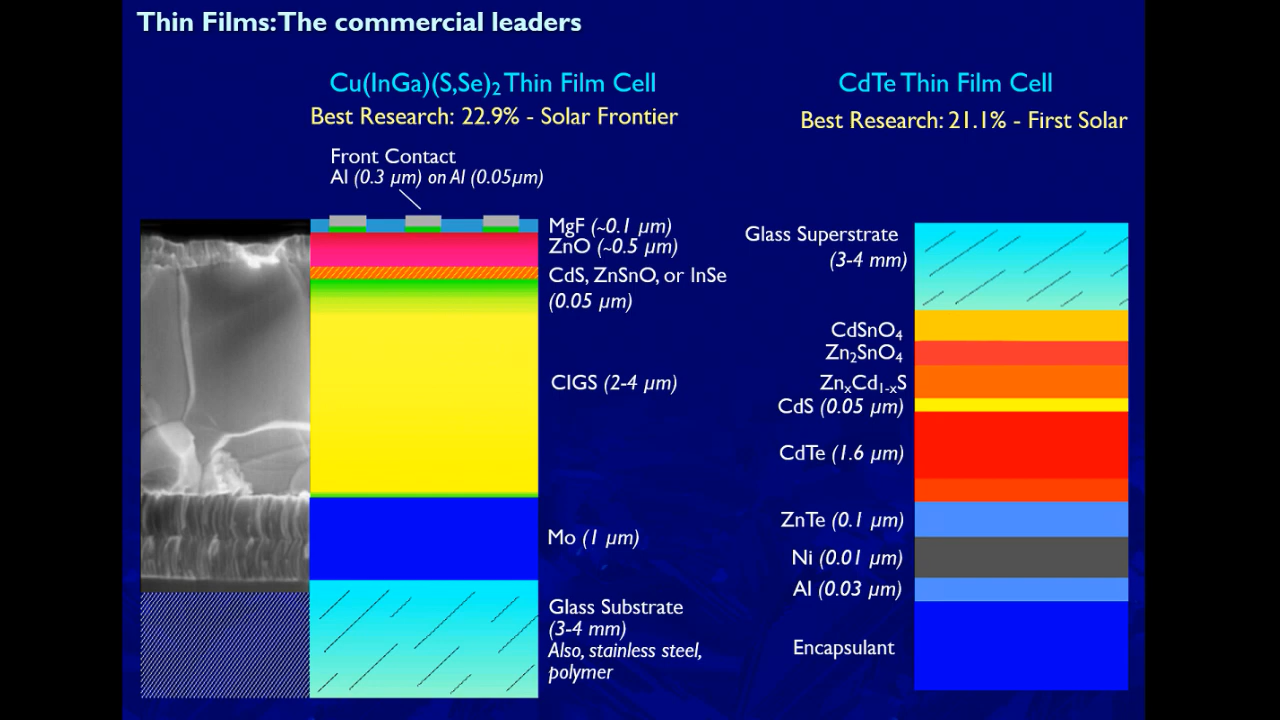 Thin Films: The commercial leaders
Cu(InGa)(S,Se)₂ Thin Film Cell
Best Research: 22.9% - Solar Frontier
Front Contact
Al (0.3 µm) on Al (0.05µm)
MgF (~0.1 µm)
ZnO (~0.5 µm)
CdS, ZnSnO, or InSe
(0.05 µm)
CIGS (2-4 µm)
Mo (1 µm)
Glass Substrate
(3-4 mm)
Also, stainless steel,
polymer
CdTe Thin Film Cell
Best Research: 21.1% - First Solar
Glass Superstrate
(3-4 mm)
CdSnO₄
Zn₂SnO₄
ZnₓCd₁₋ₓS
CdS (0.05 µm)
CdTe (1.6 µm)
ZnTe (0.1 µm)
Ni (0.01 µm)
Al (0.03 µm)
Encapsulant